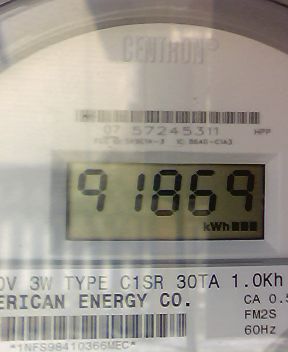 CENTRON®
07 57245311 HPP
91869
kWh
0V 3W TYPE C1SR 30TA 1.0Kh
ERICAN ENERGY CO. CA 0.5
FM2S
*1NFS98410366MEC* 60Hz